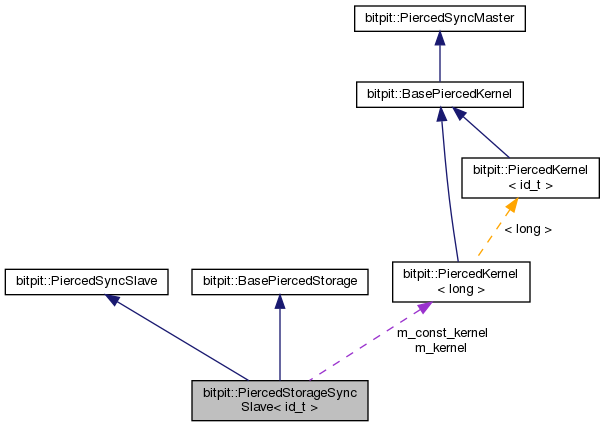 bitpit::PiercedSyncMaster
bitpit::BasePiercedKernel
bitpit::PiercedKernel
< id_t >
< long >
bitpit::PiercedSyncSlave
bitpit::BasePiercedStorage
bitpit::PiercedKernel
< long >
m_const_kernel
m_kernel
bitpit::PiercedStorageSync
Slave< id_t >